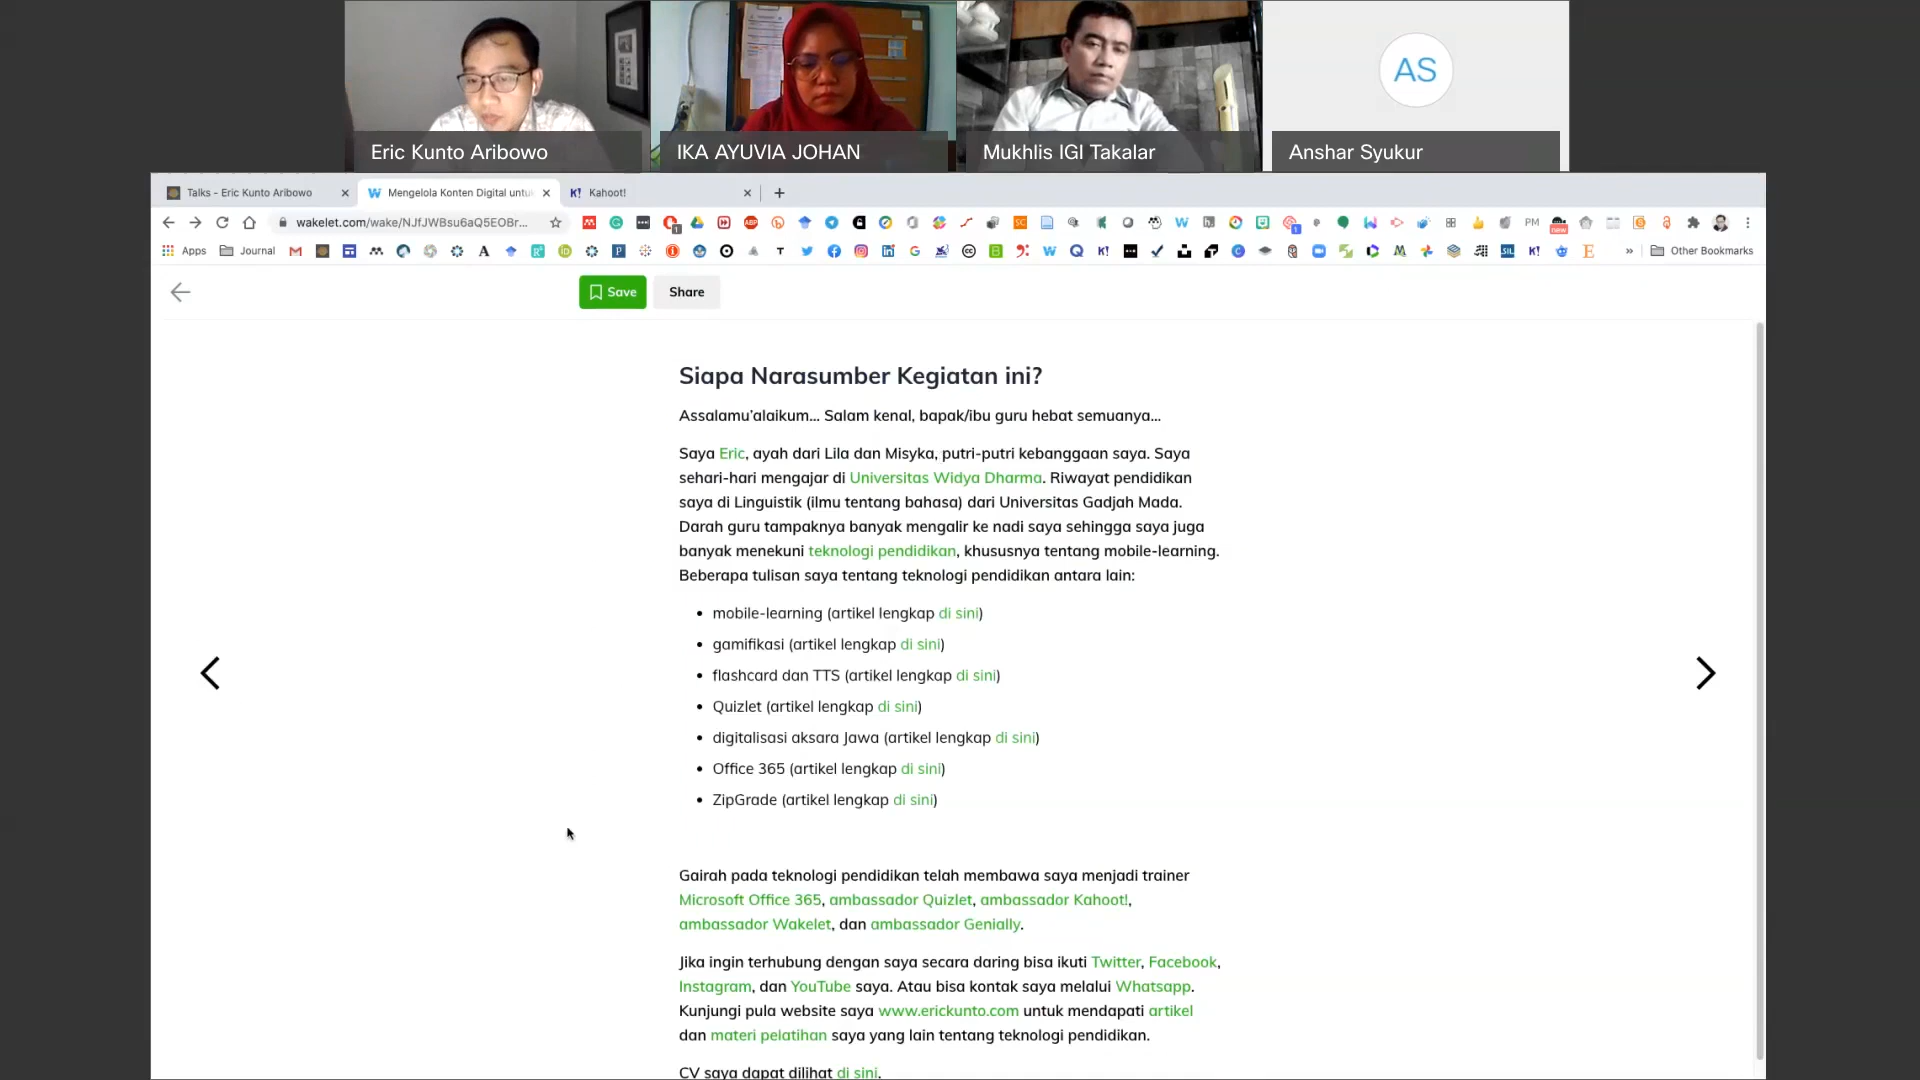 AS
Eric Kunto Aribowo
IKA AYUVIA JOHAN
Mukhlis IGI Takalar
Anshar Syukur
Talks - Eric Kunto Aribowo
Mengelola Konten Digital untu
Kahoot!
wakelet.com/wake/NJfJWBsu6aQ5EOBr...
Apps
Journal
Other Bookmarks
Save
Share
Siapa Narasumber Kegiatan ini?
Assalamu'alaikum... Salam kenal, bapak/ibu guru hebat semuanya...
Saya Eric, ayah dari Lila dan Misyka, putri-putri kebanggaan saya. Saya
sehari-hari mengajar di Universitas Widya Dharma. Riwayat pendidikan
saya di Linguistik (ilmu tentang bahasa) dari Universitas Gadjah Mada.
Darah guru tampaknya banyak mengalir ke nadi saya sehingga saya juga
banyak menekuni teknologi pendidikan, khususnya tentang mobile-learning.
Beberapa tulisan saya tentang teknologi pendidikan antara lain:
• mobile-learning (artikel lengkap di sini)
• gamifikasi (artikel lengkap di sini)
• flashcard dan TTS (artikel lengkap di sini)
• Quizlet (artikel lengkap di sini)
• digitalisasi aksara Jawa (artikel lengkap di sini)
• Office 365 (artikel lengkap di sini)
• ZipGrade (artikel lengkap di sini)
Gairah pada teknologi pendidikan telah membawa saya menjadi trainer
Microsoft Office 365, ambassador Quizlet, ambassador Kahoot!,
ambassador Wakelet, dan ambassador Genially.
Jika ingin terhubung dengan saya secara daring bisa ikuti Twitter, Facebook,
Instagram, dan YouTube saya. Atau bisa kontak saya melalui Whatsapp.
Kunjungi pula website saya www.erickunto.com untuk mendapati artikel
dan materi pelatihan saya yang lain tentang teknologi pendidikan.
CV saya dapat dilihat di sini.